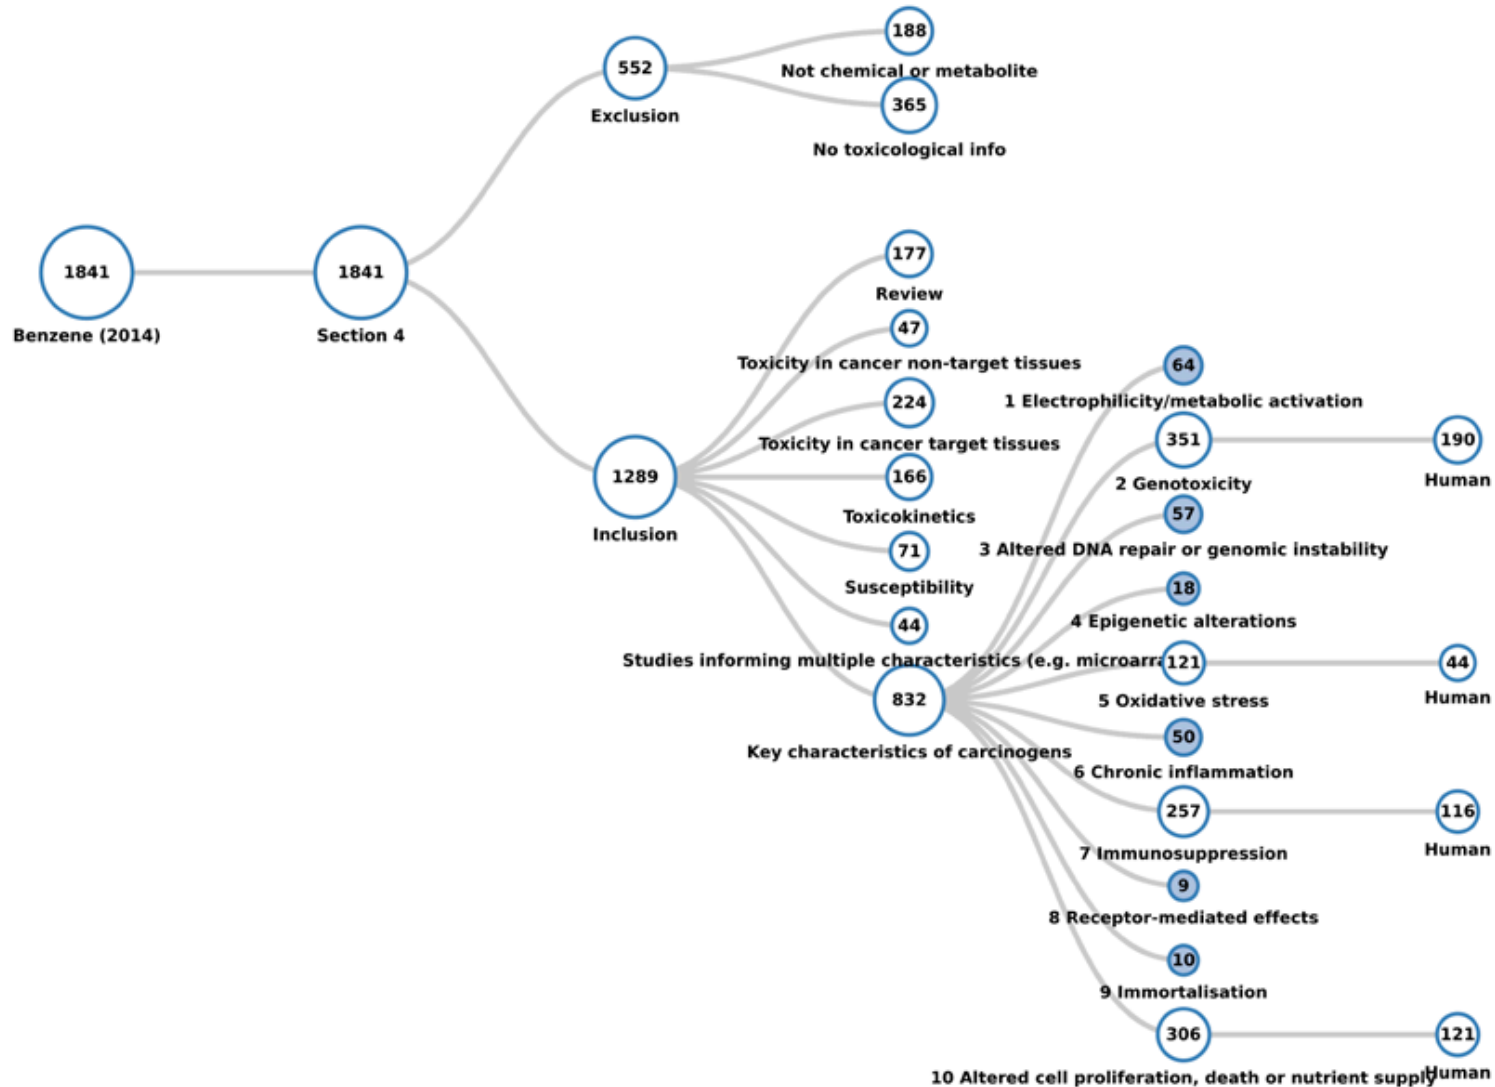 188
Not chemical or metabolite
552
Exclusion
365
No toxicological info
1841
Benzene (2014)
1841
Section 4
177
Review
47
Toxicity in cancer non-target tissues
224
Toxicity in cancer target tissues
1289
Inclusion
166
Toxicokinetics
71
Susceptibility
44
Studies informing multiple characteristics (e.g. microarra
832
Key characteristics of carcinogens
64
1 Electrophilicity/metabolic activation
351
2 Genotoxicity
190
Human
57
3 Altered DNA repair or genomic instability
18
4 Epigenetic alterations
121
5 Oxidative stress
44
Human
50
6 Chronic inflammation
257
7 Immunosuppression
116
Human
9
8 Receptor-mediated effects
10
9 Immortalisation
306
10 Altered cell proliferation, death or nutrient supply
121
Human